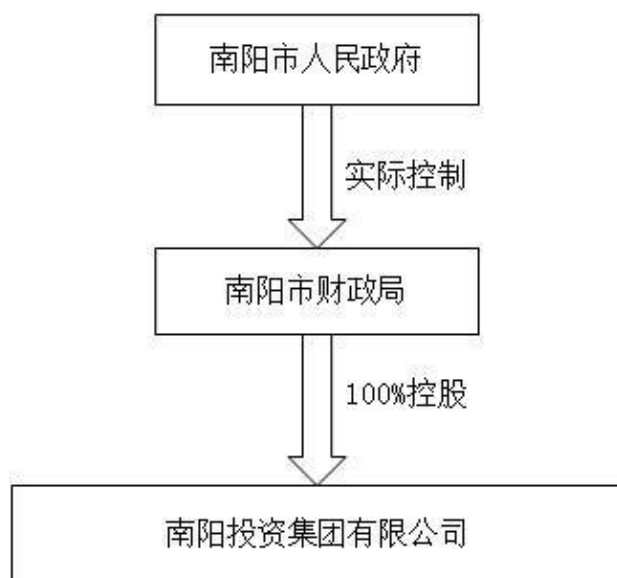 南阳市人民政府
实际控制
南阳市财政局
100%控股
南阳投资集团有限公司